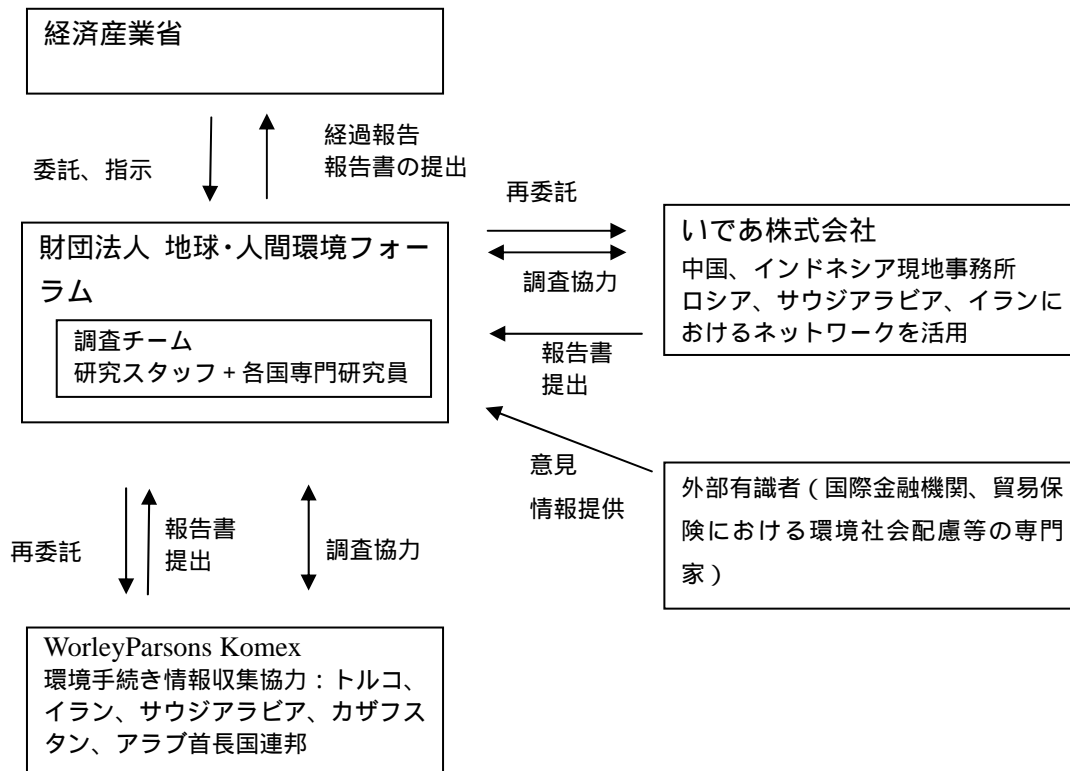 経済産業省
委託、指示
経過報告
報告書の提出
財団法人 地球・人間環境フォー
ラム
調査チーム
研究スタッフ + 各国専門研究員
再委託
調査協力
報告書
提出
いであ株式会社
中国、インドネシア現地事務所
ロシア、サウジアラビア、イランに
おけるネットワークを活用
意見
情報提供
外部有識者（国際金融機関、貿易保
険における環境社会配慮等の専門
家）
再委託
報告書
提出
調査協力
WorleyParsons Komex
環境手続き情報収集協力：トルコ、
イラン、サウジアラビア、カザフス
タン、アラブ首長国連邦